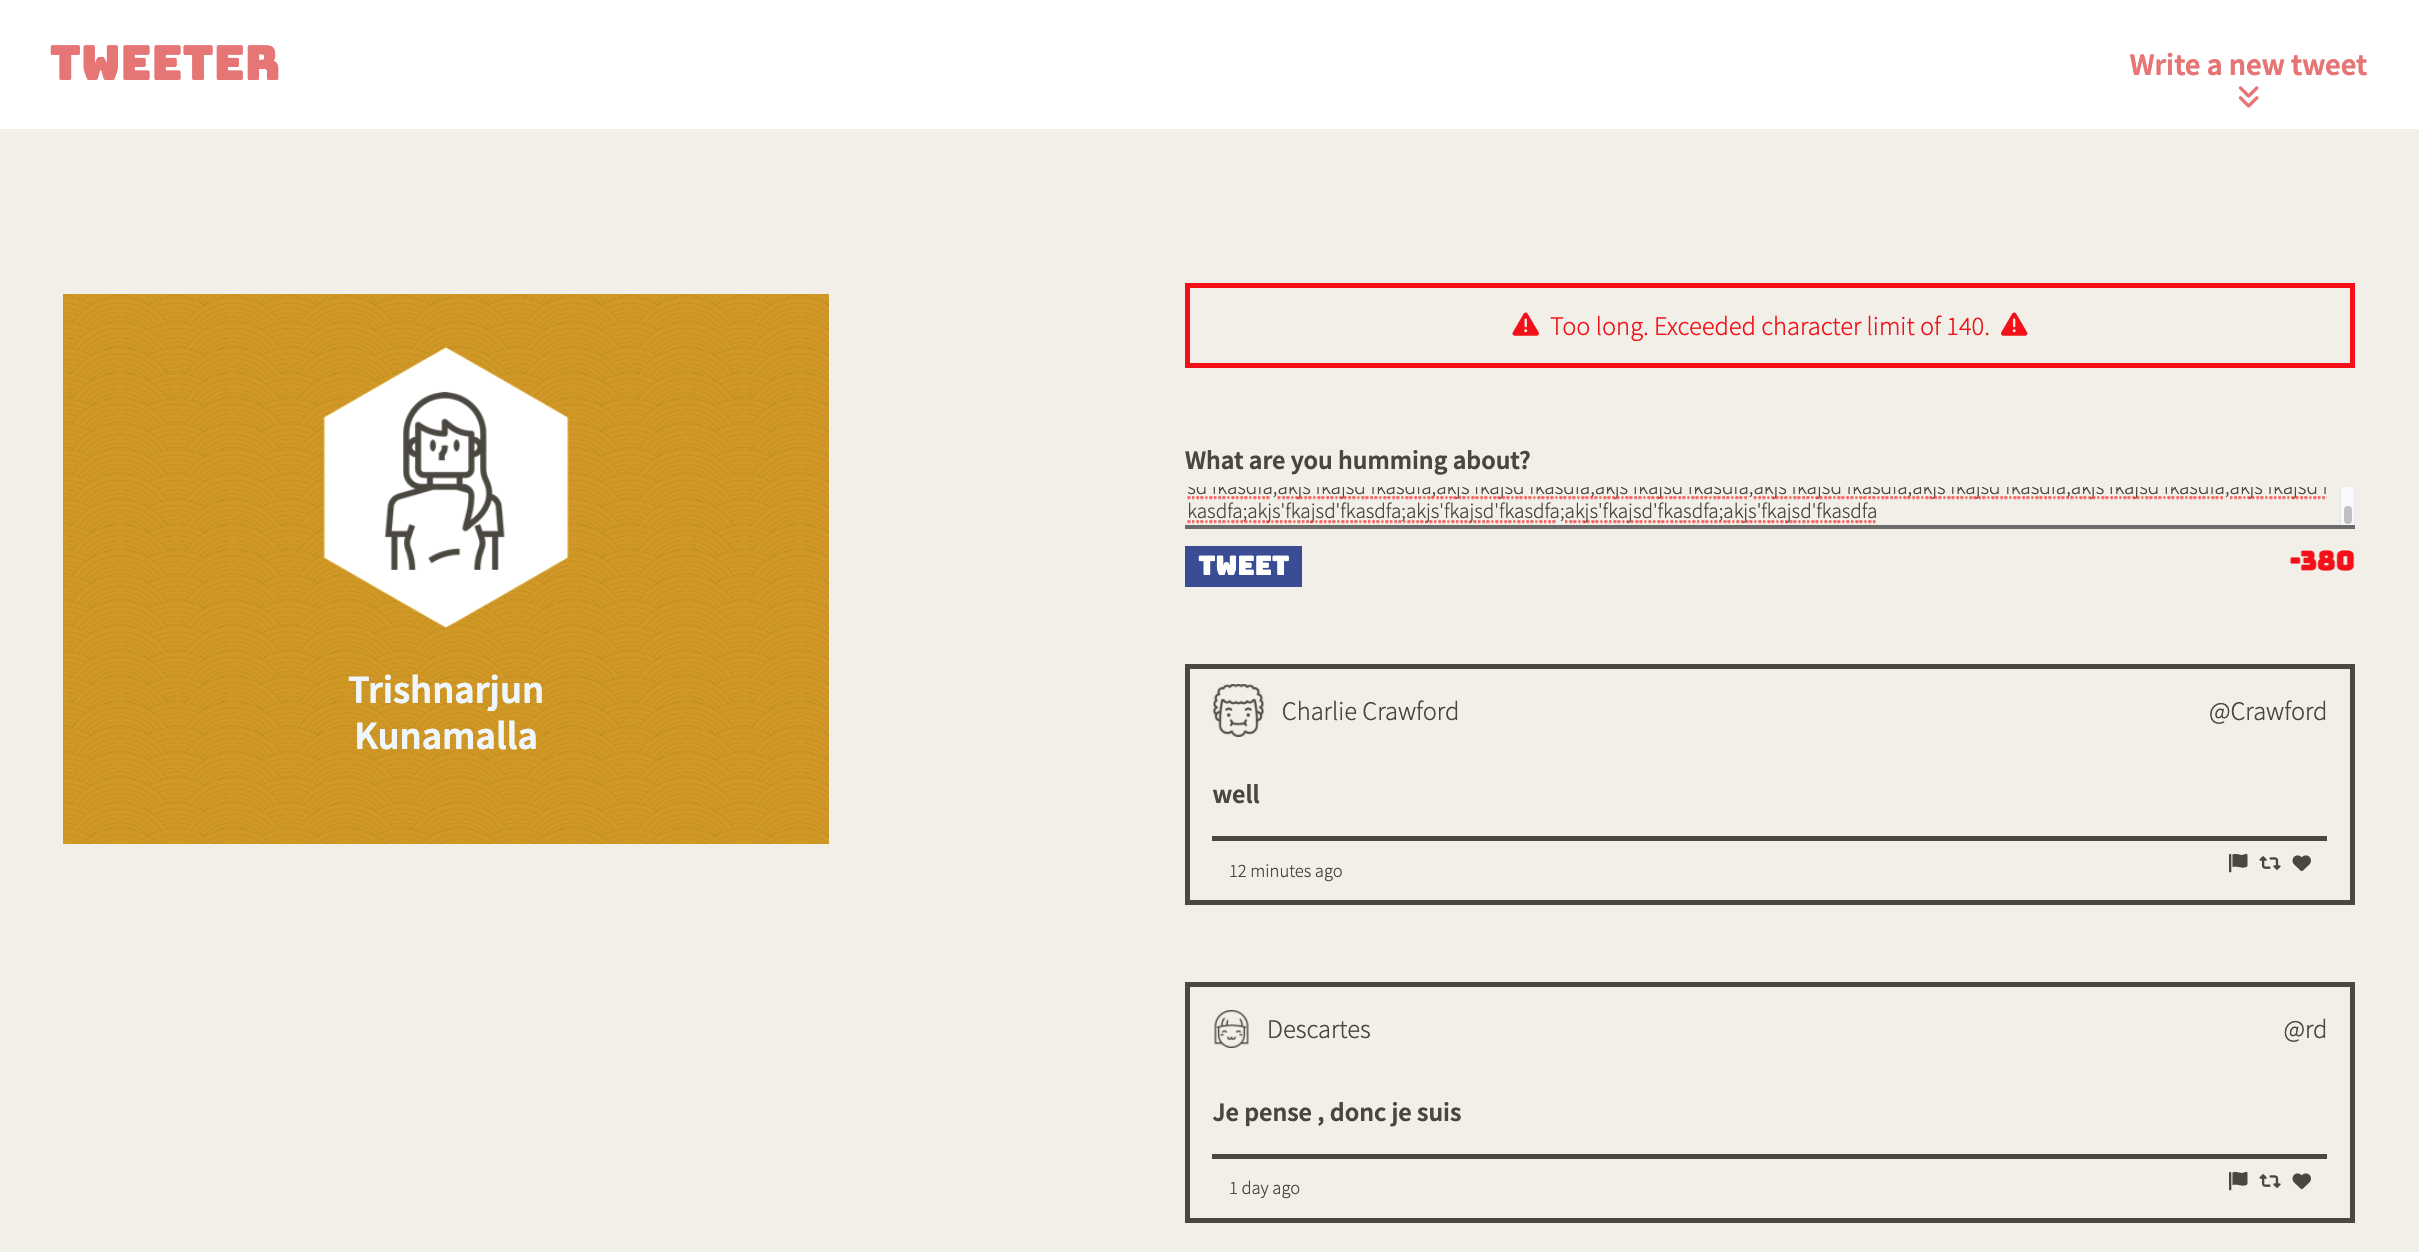 TWEETER
Write a new tweet
Trishnarjun
Kunamalla
Too long. Exceeded character limit of 140.
What are you humming about?
kasdfa;akjs'fkajsd'fkasdfa;akjs'fkajsd'fkasdfa;akjs'fkajsd'fkasdfa;akjs'fkajsd'fkasdfa
TWEET
-380
Charlie Crawford
@Crawford
well
12 minutes ago
Descartes
@rd
Je pense , donc je suis
1 day ago